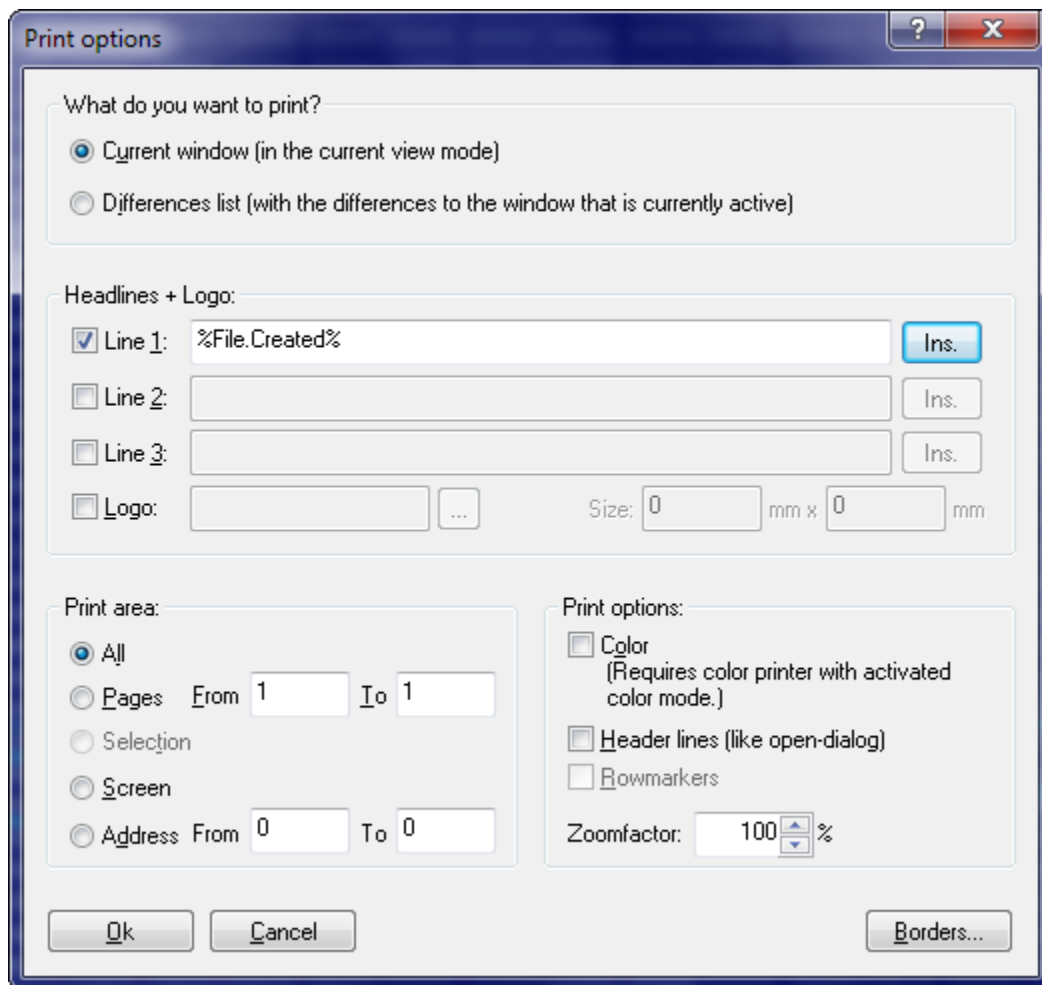 Print options
?
What do you want to print?
Current window (in the current view mode)
Differences list (with the differences to the window that is currently active)
Headlines + Logo:
Line 1: %File.Created% Ins.
Line 2: Ins.
Line 3: Ins.
Logo: ... Size: 0 mm x 0 mm
Print area:
All
Pages From 1 To 1
Selection
Screen
Address From 0 To 0
Print options:
Color
(Requires color printer with activated
color mode.)
Header lines (like open-dialog)
Rowmarkers
Zoomfactor: 100 %
Ok Cancel Borders...